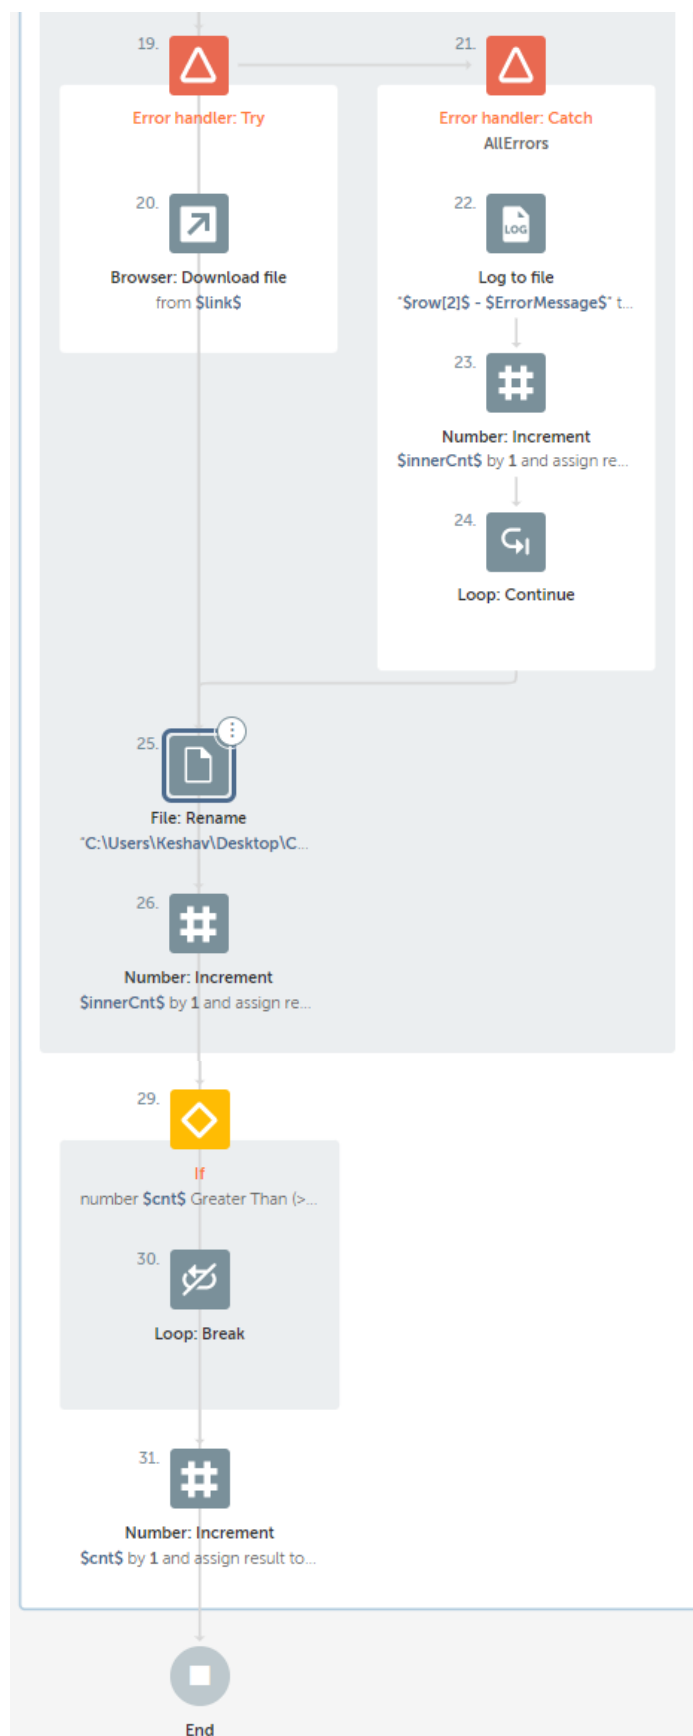 19.
Error handler: Try
20.
Browser: Download file
from $link$
21.
Error handler: Catch
AllErrors
22.
LOG
Log to file
"$row[2]$ - $ErrorMessage$" t...
23.
Number: Increment
$innerCnt$ by 1 and assign re...
24.
Loop: Continue
25.
File: Rename
"C:\Users\Keshav\Desktop\C...
26.
Number: Increment
$innerCnt$ by 1 and assign re...
29.
If
number $cnt$ Greater Than (>...
30.
Loop: Break
31.
Number: Increment
$cnt$ by 1 and assign result to...
End